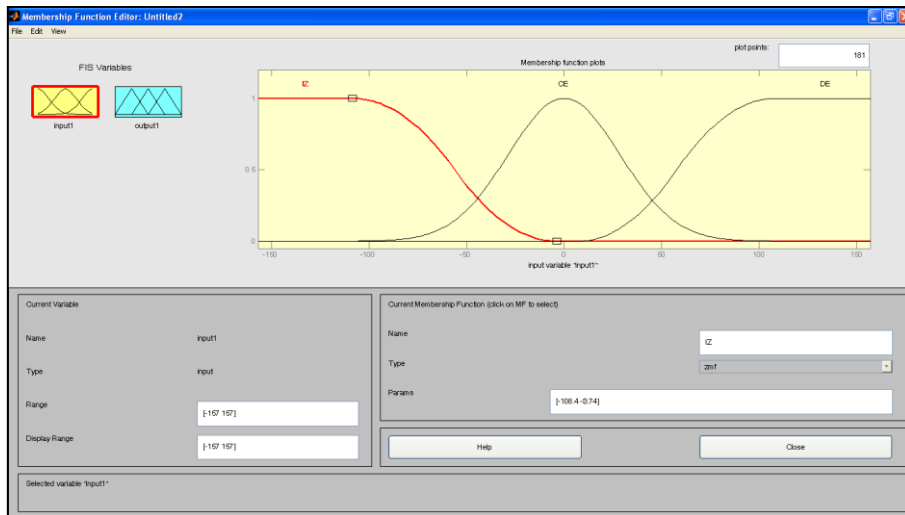 Membership Function Editor: Untitled2
File Edit View
FIS Variables
input1
output1
plot points:
181
Membership function plots
IZ
CE
DE
1
0.5
0
-150
-100
-50
0
50
100
150
input variable "input1"
Current Variable
Name
input1
Type
input
Range
[-157 157]
Display Range
[-157 157]
Current Membership Function (click on MF to select)
Name
IZ
Type
zmf
Params
[-108.4 -3.74]
Help
Close
Selected variable "input1"